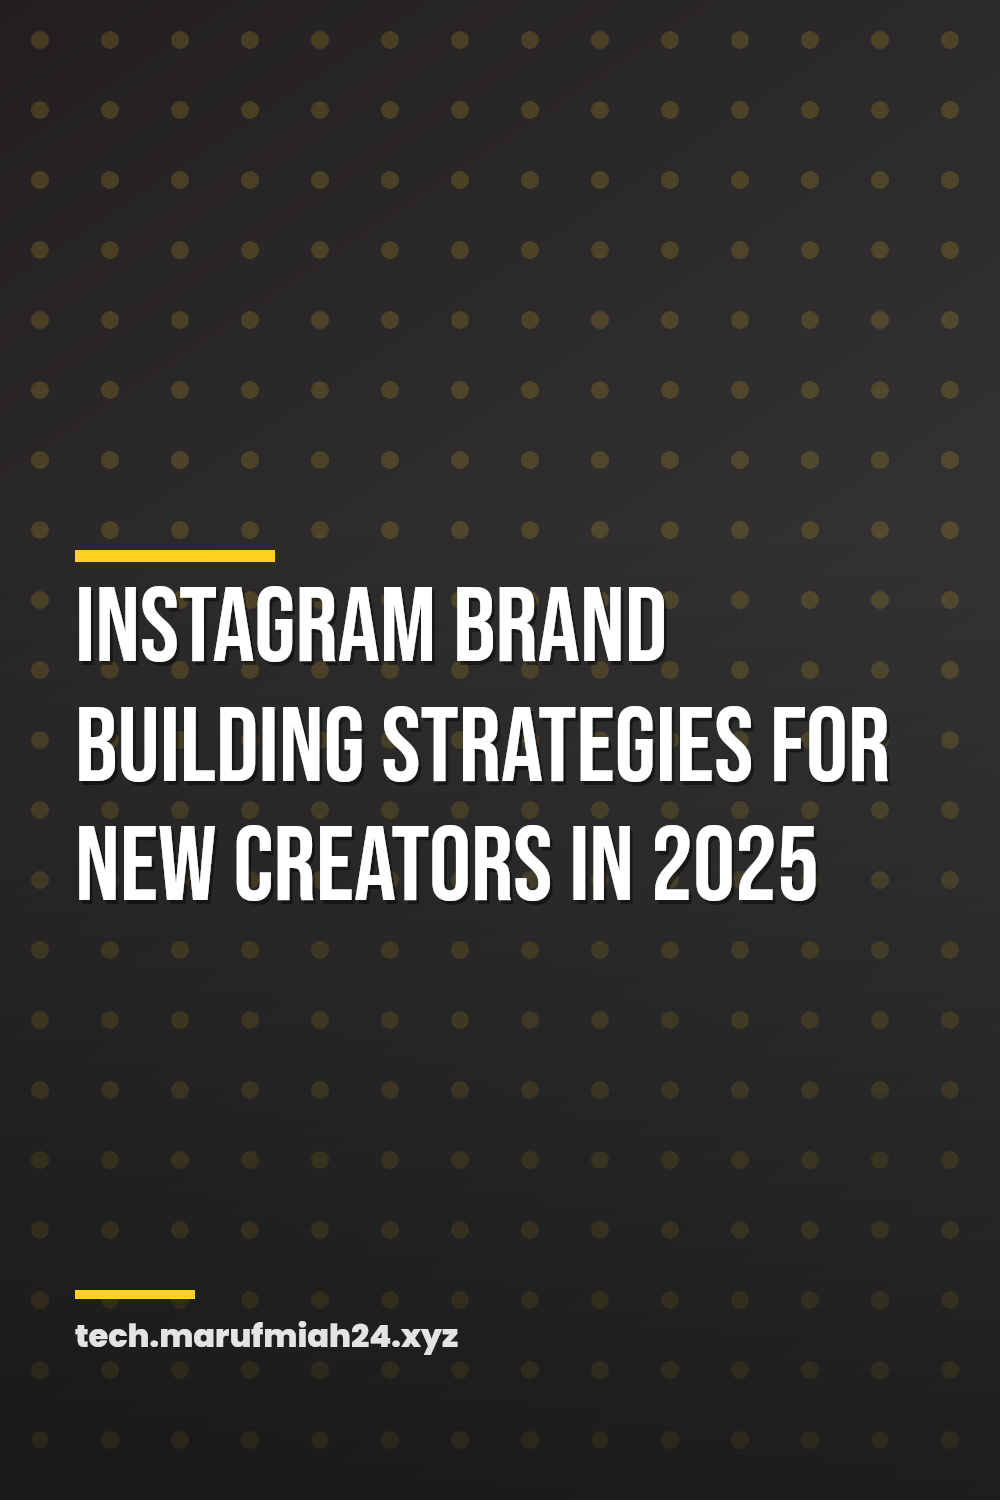 INSTAGRAM BRAND
BUILDING STRATEGIES FOR
NEW CREATORS IN 2025
tech.marufmiah24.xyz